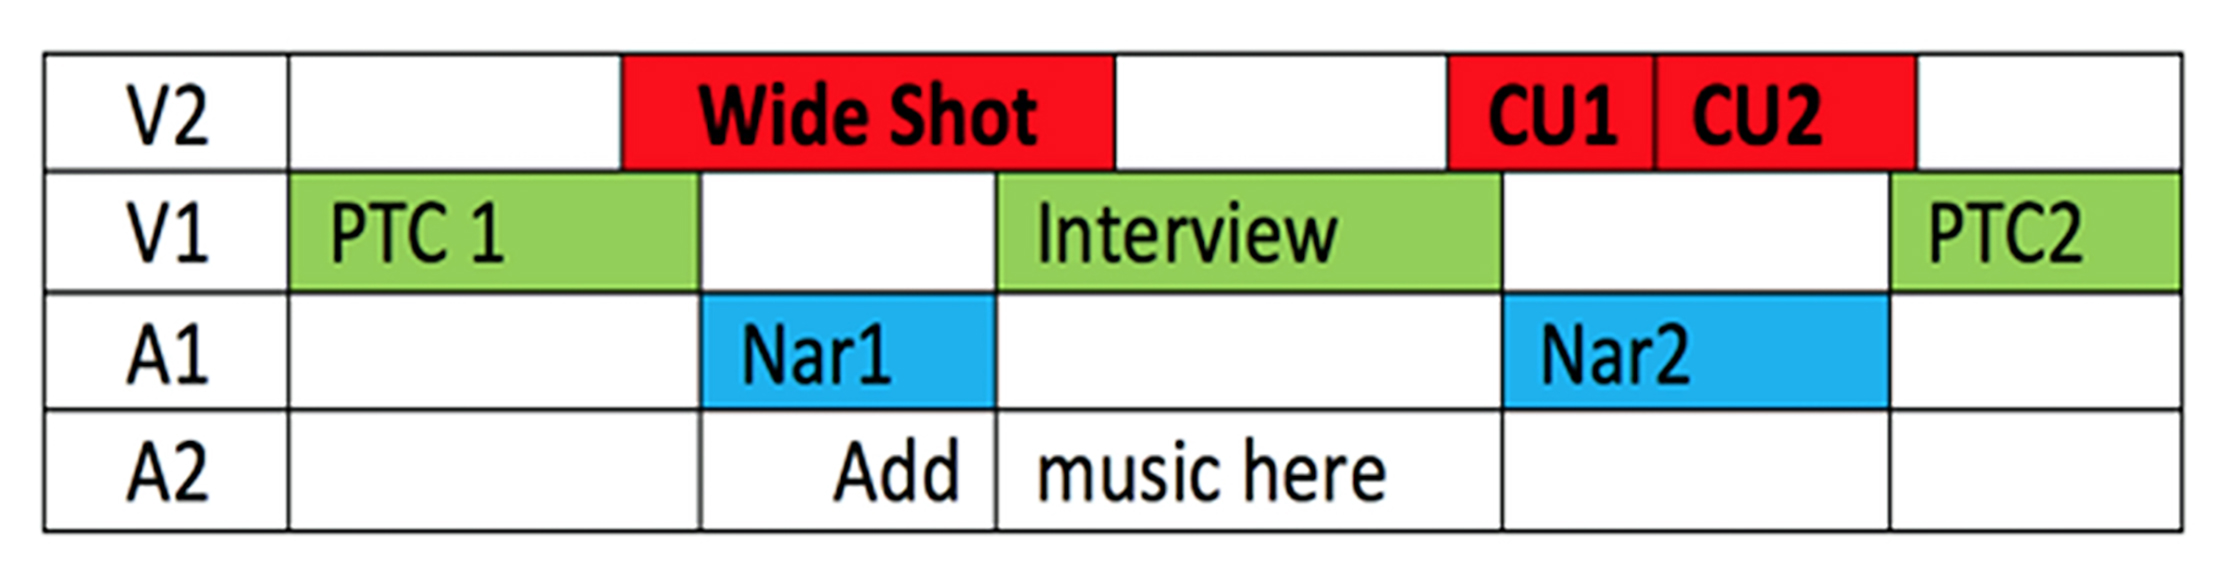 V2 Wide Shot CU1 CU2
V1 PTC 1 Interview PTC2
A1 Nar1 Nar2
A2 Add music here